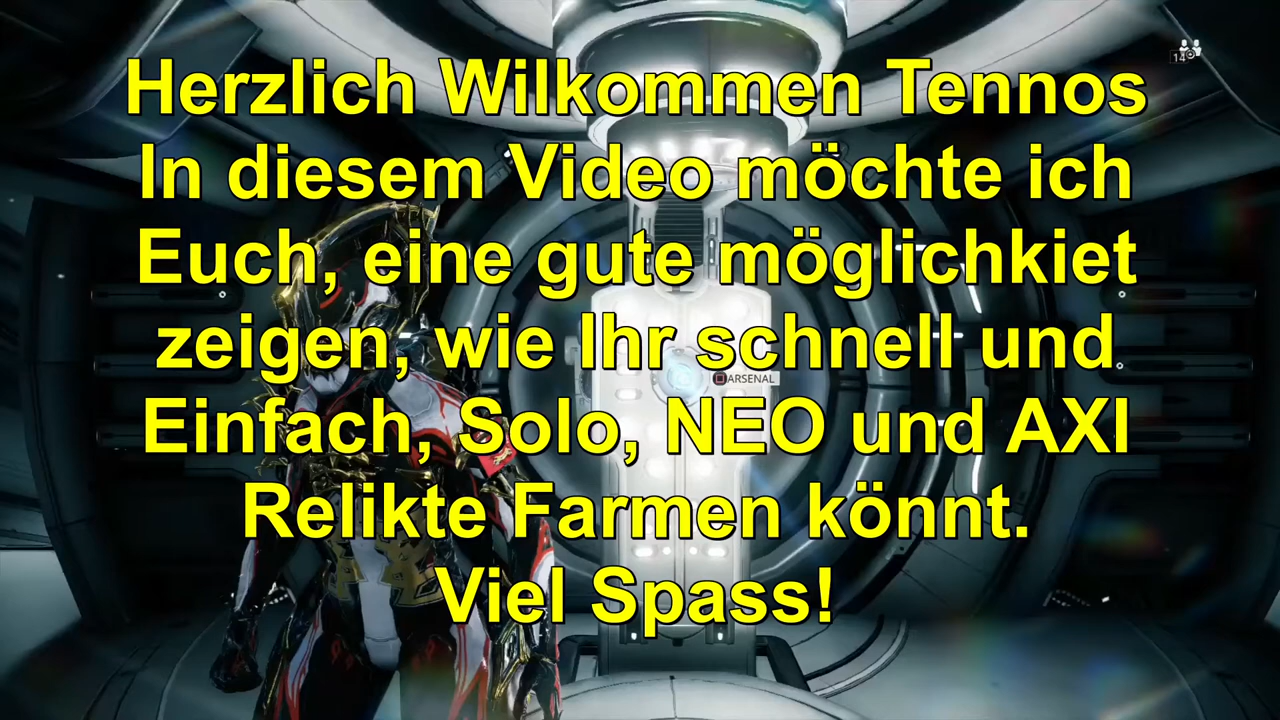 Herzlich Wilkommen Tennos
In diesem Video möchte ich
Euch, eine gute möglichkiet
zeigen, wie Ihr schnell und
Einfach, Solo, NEO und AXI
Relikte Farmen könnt.
Viel Spass!
ARSENAL
14